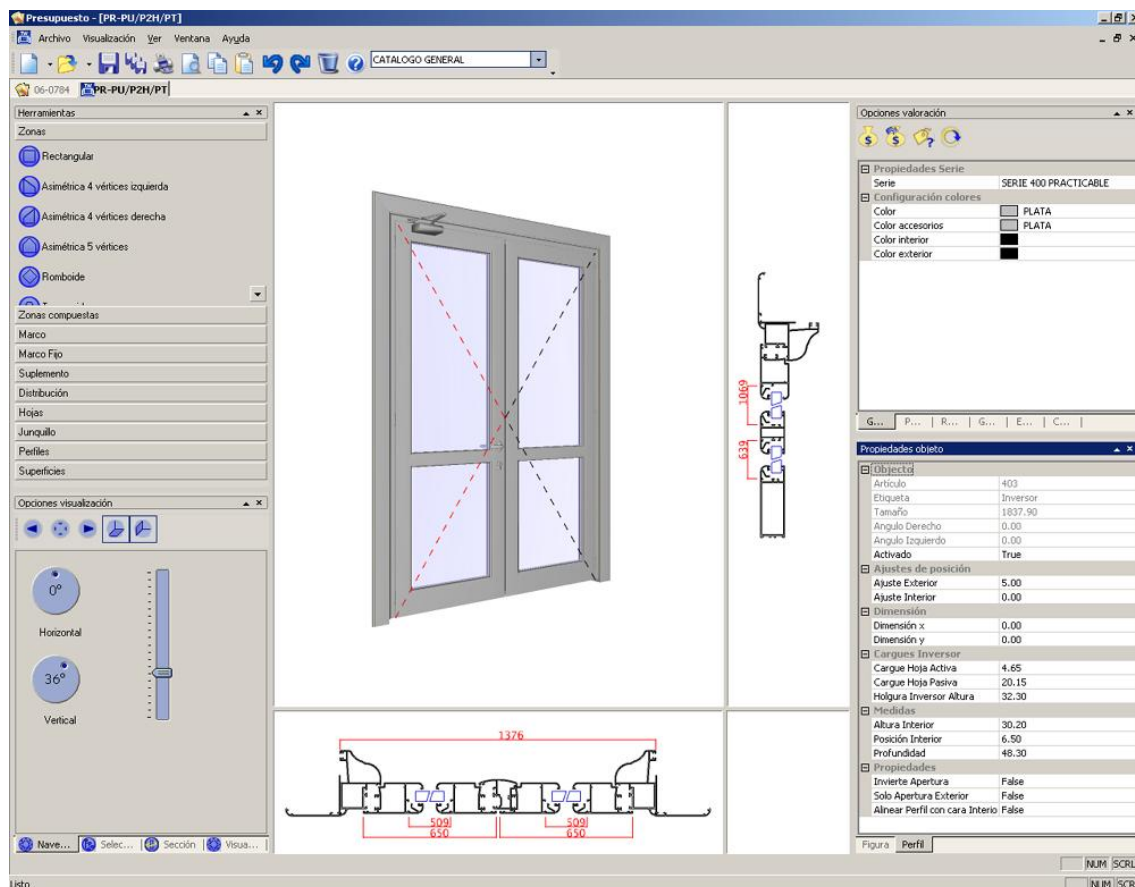 Presupuesto - [PR-PU/P2H/PT]
Archivo Visualización Ver Ventana Ayuda
CATALOGO GENERAL
06-0784 PR-PU/P2H/PT
Herramientas
Zonas
Rectangular
Asimétrica 4 vértices izquierda
Asimétrica 4 vértices derecha
Asimétrica 5 vértices
Romboide
Zonas compuestas
Marco
Marco Fijo
Suplemento
Distribución
Hojas
Junquillo
Perfiles
Superficies
Opciones visualización
0º
Horizontal
36º
Vertical
Nave... Selec... Sección Visua...
1069
639
1376
509 509
650 650
Opciones valoración
Propiedades Serie
Serie SERIE 400 PRACTICABLE
Configuración colores
Color PLATA
Color accesorios PLATA
Color interior
Color exterior
G... P... R... G... E... C...
Propiedades objeto
Objecto
Artículo 403
Etiqueta Inversor
Tamaño 1837.90
Angulo Derecho 0.00
Angulo Izquierdo 0.00
Activado True
Ajustes de posición
Ajuste Exterior 5.00
Ajuste Interior 0.00
Dimensión
Dimensión x 0.00
Dimensión y 0.00
Cargues Inversor
Cargue Hoja Activa 4.65
Cargue Hoja Pasiva 20.15
Holgura Inversor Altura 32.30
Medidas
Altura Interior 30.20
Posición Interior 6.50
Profundidad 48.30
Propiedades
Invierte Apertura False
Solo Apertura Exterior False
Alinear Perfil con cara Interio False
Figura Perfil
NUM SCRL
Listo NUM SCR